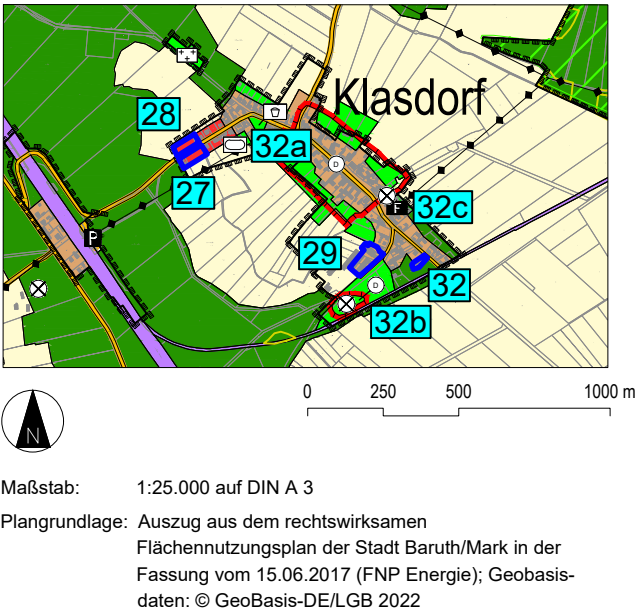 Klasdorf
28
32a
27
32c
F
P
D
29
32
D
32b
N
0 250 500 1000 m
Maßstab: 1:25.000 auf DIN A 3
Plangrundlage: Auszug aus dem rechtswirksamen
Flächennutzungsplan der Stadt Baruth/Mark in der
Fassung vom 15.06.2017 (FNP Energie); Geobasis-
daten: © GeoBasis-DE/LGB 2022